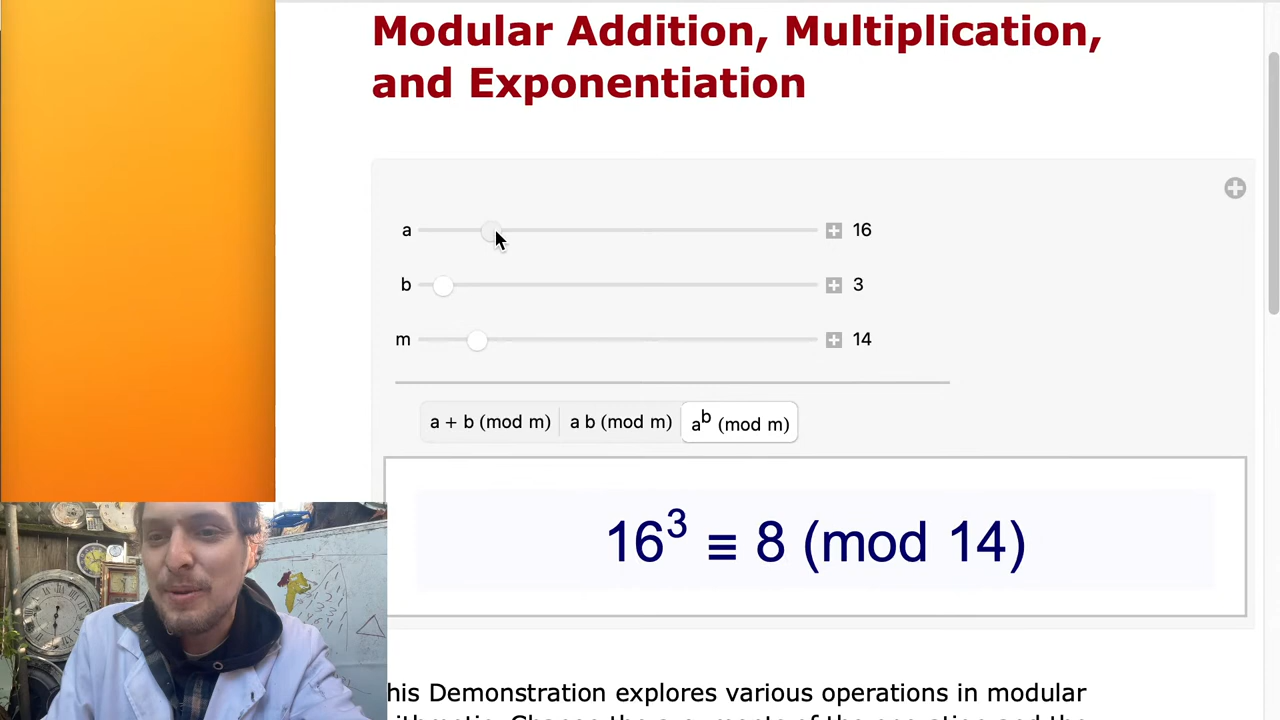 Modular Addition, Multiplication,
and Exponentiation
a 16
b 3
m 14
a + b (mod m) a b (mod m) aᵇ (mod m)
16³ ≡ 8 (mod 14)
his Demonstration explores various operations in modular